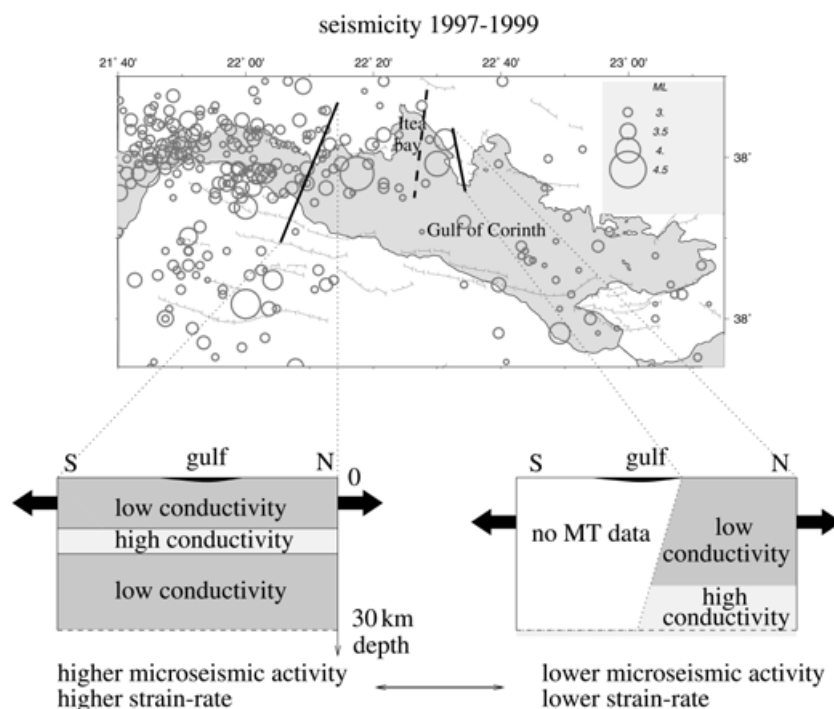 seismicity 1997-1999
21˚ 40' 22˚ 00' 22˚ 20' 22˚ 40' 23˚ 00'
ML
3.
3.5
4.
4.5
Itea
bay
38˚
38˚
Gulf of Corinth
38˚
38˚
S gulf N
0
low conductivity
high conductivity
low conductivity
30 km
depth
higher microseismic activity
higher strain-rate
S gulf N
no MT data
low
conductivity
high
conductivity
lower microseismic activity
lower strain-rate